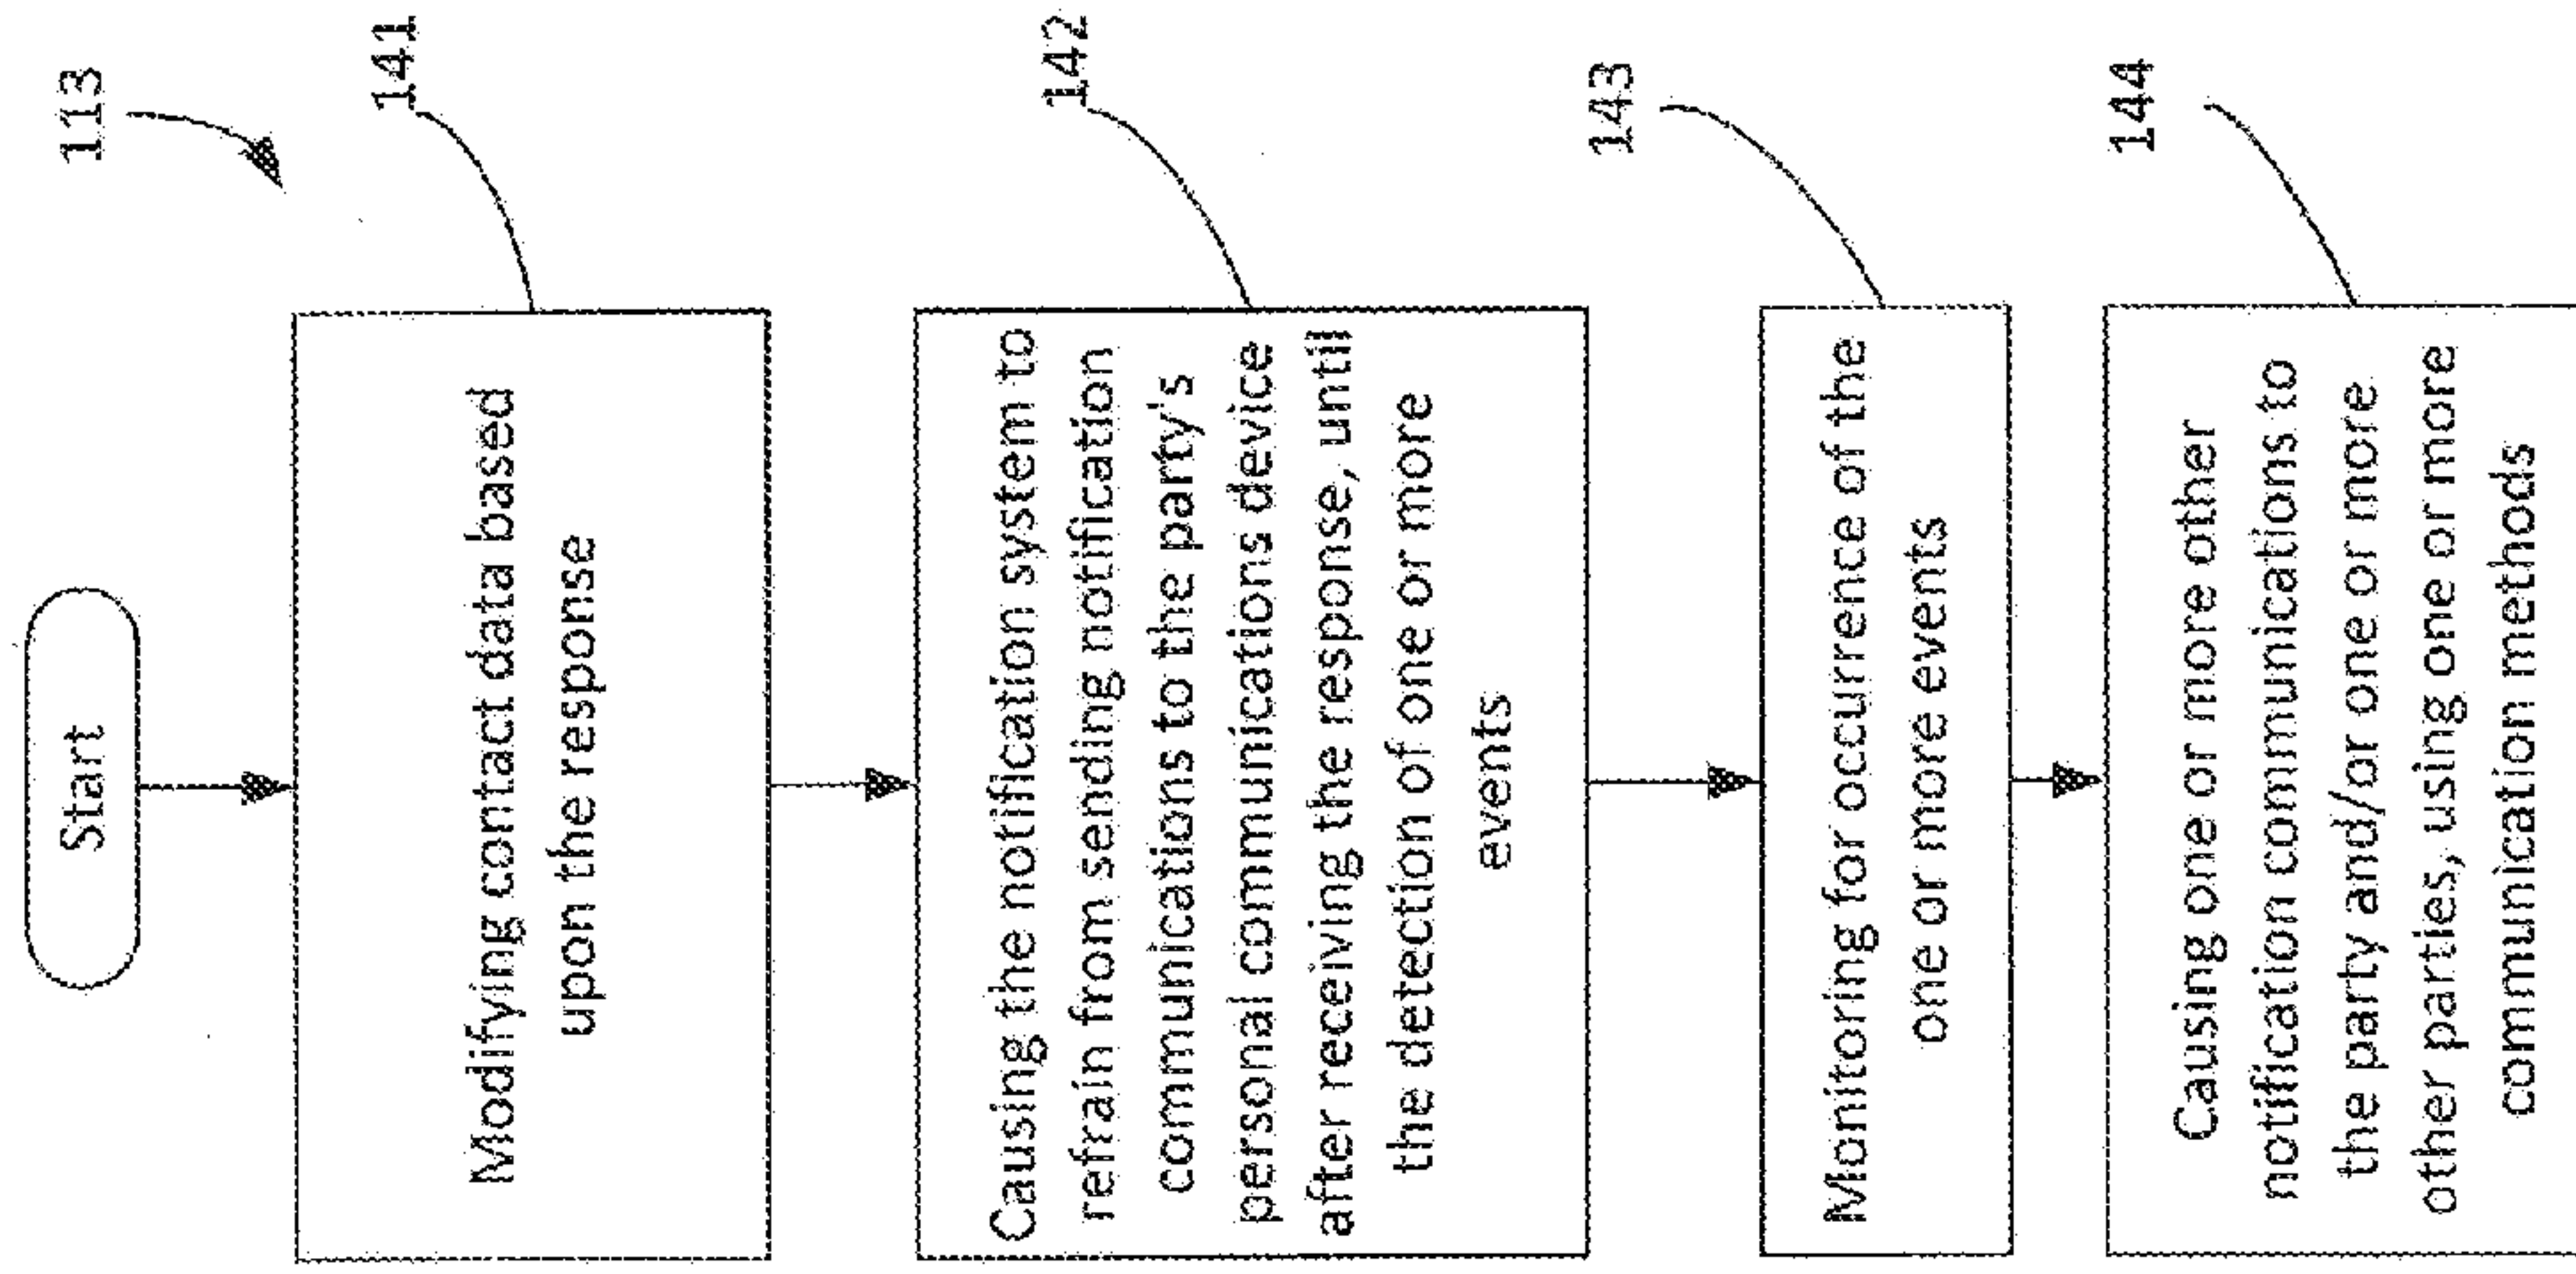 113
Start
141
Modifying contact data based
upon the response
142
Causing the notification system to
refrain from sending notification
communications to the party's
personal communications device
after receiving the response, until
the detection of one or more
events
143
Monitoring for occurrence of the
one or more events
144
Causing one or more other
notification communications to
the party and/or one or more
other parties, using one or more
communication methods